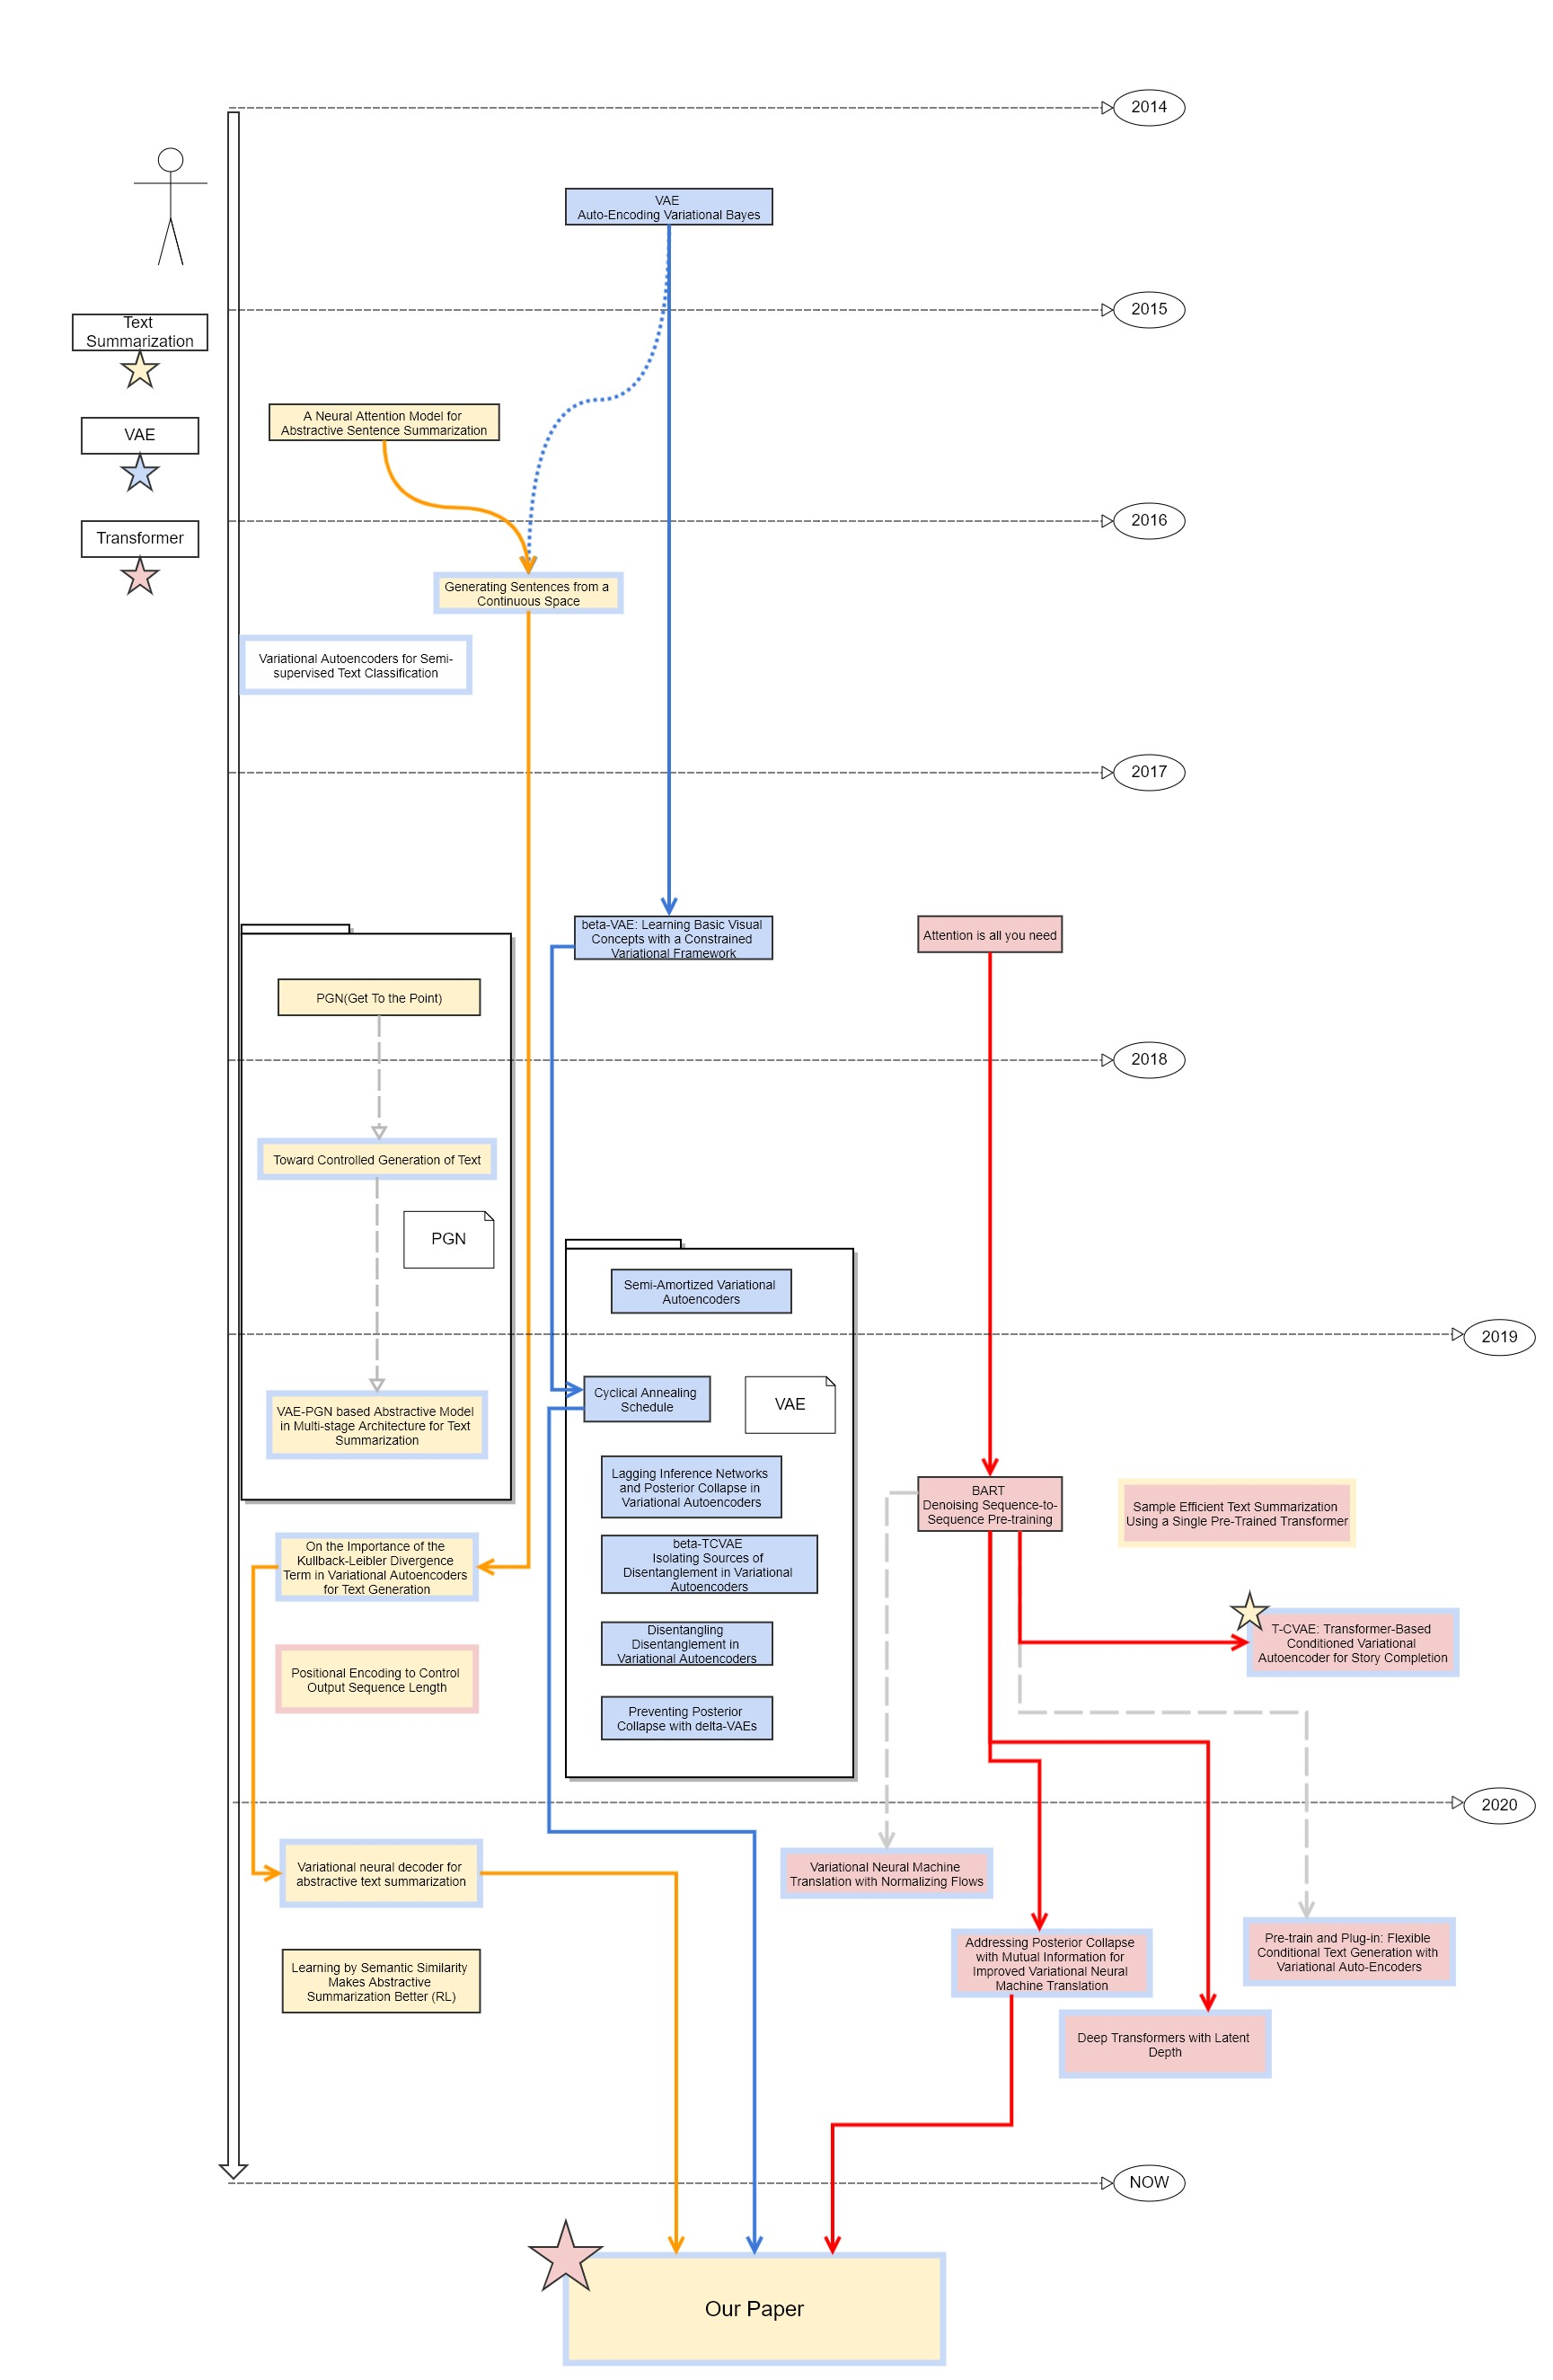 2014
VAE
Auto-Encoding Variational Bayes
2015
Text
Summarization
A Neural Attention Model for
Abstractive Sentence Summarization
VAE
2016
Transformer
Generating Sentences from a
Continuous Space
Variational Autoencoders for Semi-
supervised Text Classification
2017
beta-VAE: Learning Basic Visual
Concepts with a Constrained
Variational Framework
Attention is all you need
PGN(Get To the Point)
2018
Toward Controlled Generation of Text
PGN
Semi-Amortized Variational
Autoencoders
2019
Cyclical Annealing
Schedule
VAE
VAE-PGN based Abstractive Model
in Multi-stage Architecture for Text
Summarization
Lagging Inference Networks
and Posterior Collapse in
Variational Autoencoders
BART
Denoising Sequence-to-
Sequence Pre-training
Sample Efficient Text Summarization
Using a Single Pre-Trained Transformer
On the Importance of the
Kullback-Leibler Divergence
Term in Variational Autoencoders
for Text Generation
beta-TCVAE
Isolating Sources of
Disentanglement in Variational
Autoencoders
Disentangling
Disentanglement in
Variational Autoencoders
T-CVAE: Transformer-Based
Conditioned Variational
Autoencoder for Story Completion
Positional Encoding to Control
Output Sequence Length
Preventing Posterior
Collapse with delta-VAEs
2020
Variational neural decoder for
abstractive text summarization
Variational Neural Machine
Translation with Normalizing Flows
Addressing Posterior Collapse
with Mutual Information for
Improved Variational Neural
Machine Translation
Pre-train and Plug-in: Flexible
Conditional Text Generation with
Variational Auto-Encoders
Learning by Semantic Similarity
Makes Abstractive
Summarization Better (RL)
Deep Transformers with Latent
Depth
NOW
Our Paper